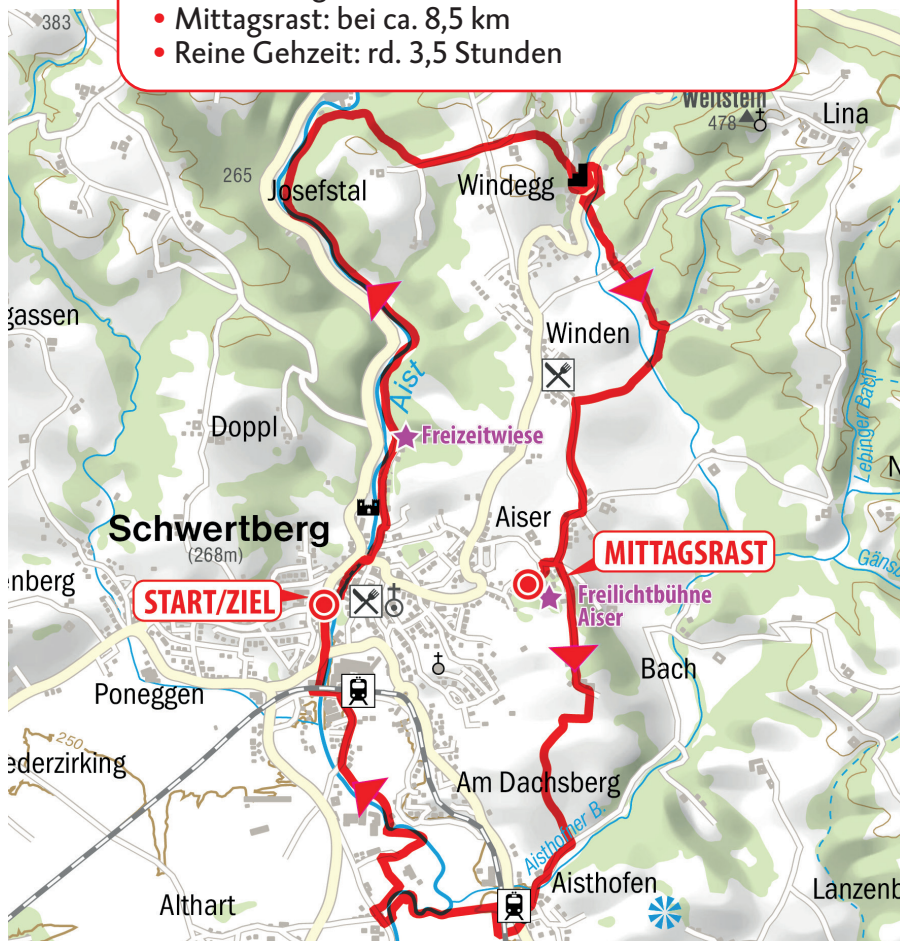 • Mittagsrast: bei ca. 8,5 km
• Reine Gehzeit: rd. 3,5 Stunden
383
Weitstein
478
Lina
265
Josefstal
Windegg
gassen
Winden
Aist
Doppl
Freizeitwiese
Lebinger Bach
N
Schwertberg
(268m)
Aiser
MITTAGSRAST
Gänsb
enberg
START/ZIEL
Freilichtbühne
Aiser
Bach
Poneggen
250
ederzirking
Am Dachsberg
Aisthofner B.
Aisthofen
Lanzenb
Althart